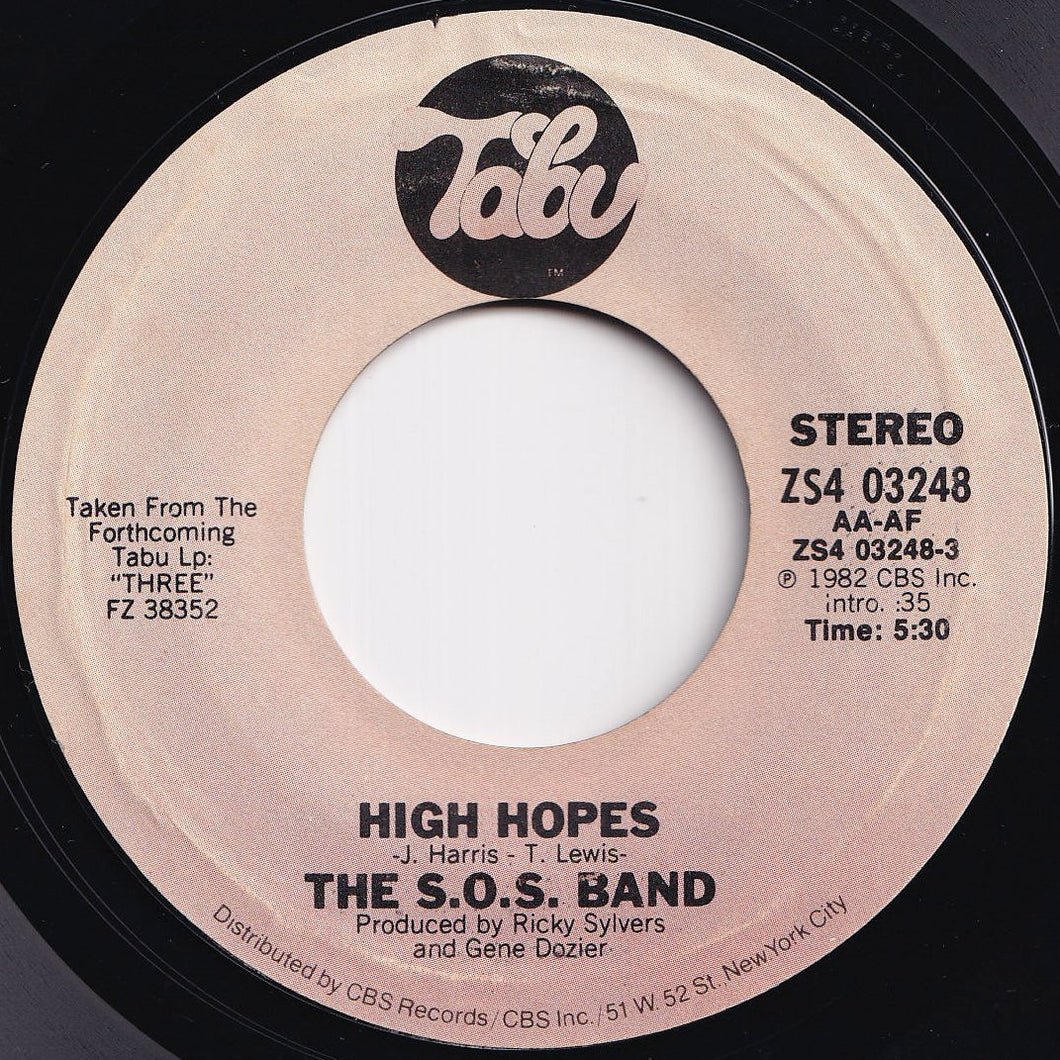 Tabu
TM
STEREO
ZS4 03248
AA-AF
ZS4 03248-3
℗ 1982 CBS Inc.
intro. :35
Time: 5:30
Taken From The
Forthcoming
Tabu Lp:
"THREE"
FZ 38352
HIGH HOPES
-J. Harris - T. Lewis-
THE S.O.S. BAND
Produced by Ricky Sylvers
and Gene Dozier
Distributed by CBS Records/CBS Inc./51 W. 52 St., New York City